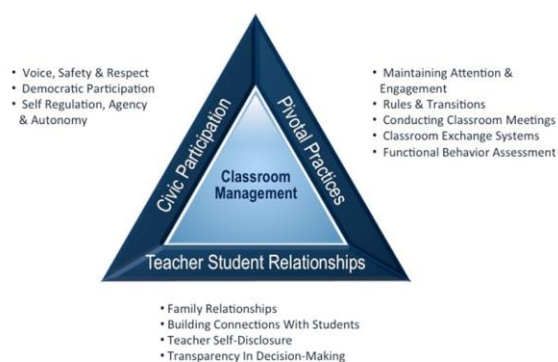 • Voice, Safety & Respect
• Democratic Participation
• Self Regulation, Agency
& Autonomy
Civic Participation
Pivotal Practices
• Maintaining Attention &
Engagement
• Rules & Transitions
• Conducting Classroom Meetings
• Classroom Exchange Systems
• Functional Behavior Assessment
Classroom
Management
Teacher Student Relationships
• Family Relationships
• Building Connections With Students
• Teacher Self-Disclosure
• Transparency In Decision-Making